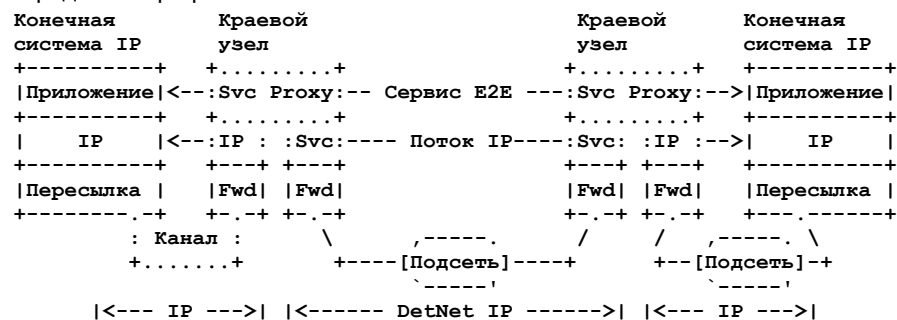 Конечная Краевой Краевой Конечная
система IP узел узел система IP
+----------+ +.........+ +.........+ +----------+
|Приложение|<--:Svc Proxy:-- Сервис E2E ---:Svc Proxy:-->|Приложение|
+----------+ +.........+ +.........+ +----------+
| IP |<--:IP : :Svc:---- Поток IP----:Svc: :IP :-->| IP |
+----------+ +---+ +---+ +---+ +---+ +----------+
|Пересылка | |Fwd| |Fwd| |Fwd| |Fwd| |Пересылка |
+--------.-+ +-.-+ +-.-+ +-.-+ +-.-+ +---.------+
: Канал : \ ,-----. / / ,-----. \
+.......+ +----[Подсеть]----+ +--[Подсеть]-+
`-----' `-----'
|<--- IP --->| |<------ DetNet IP ------>| |<--- IP --->|